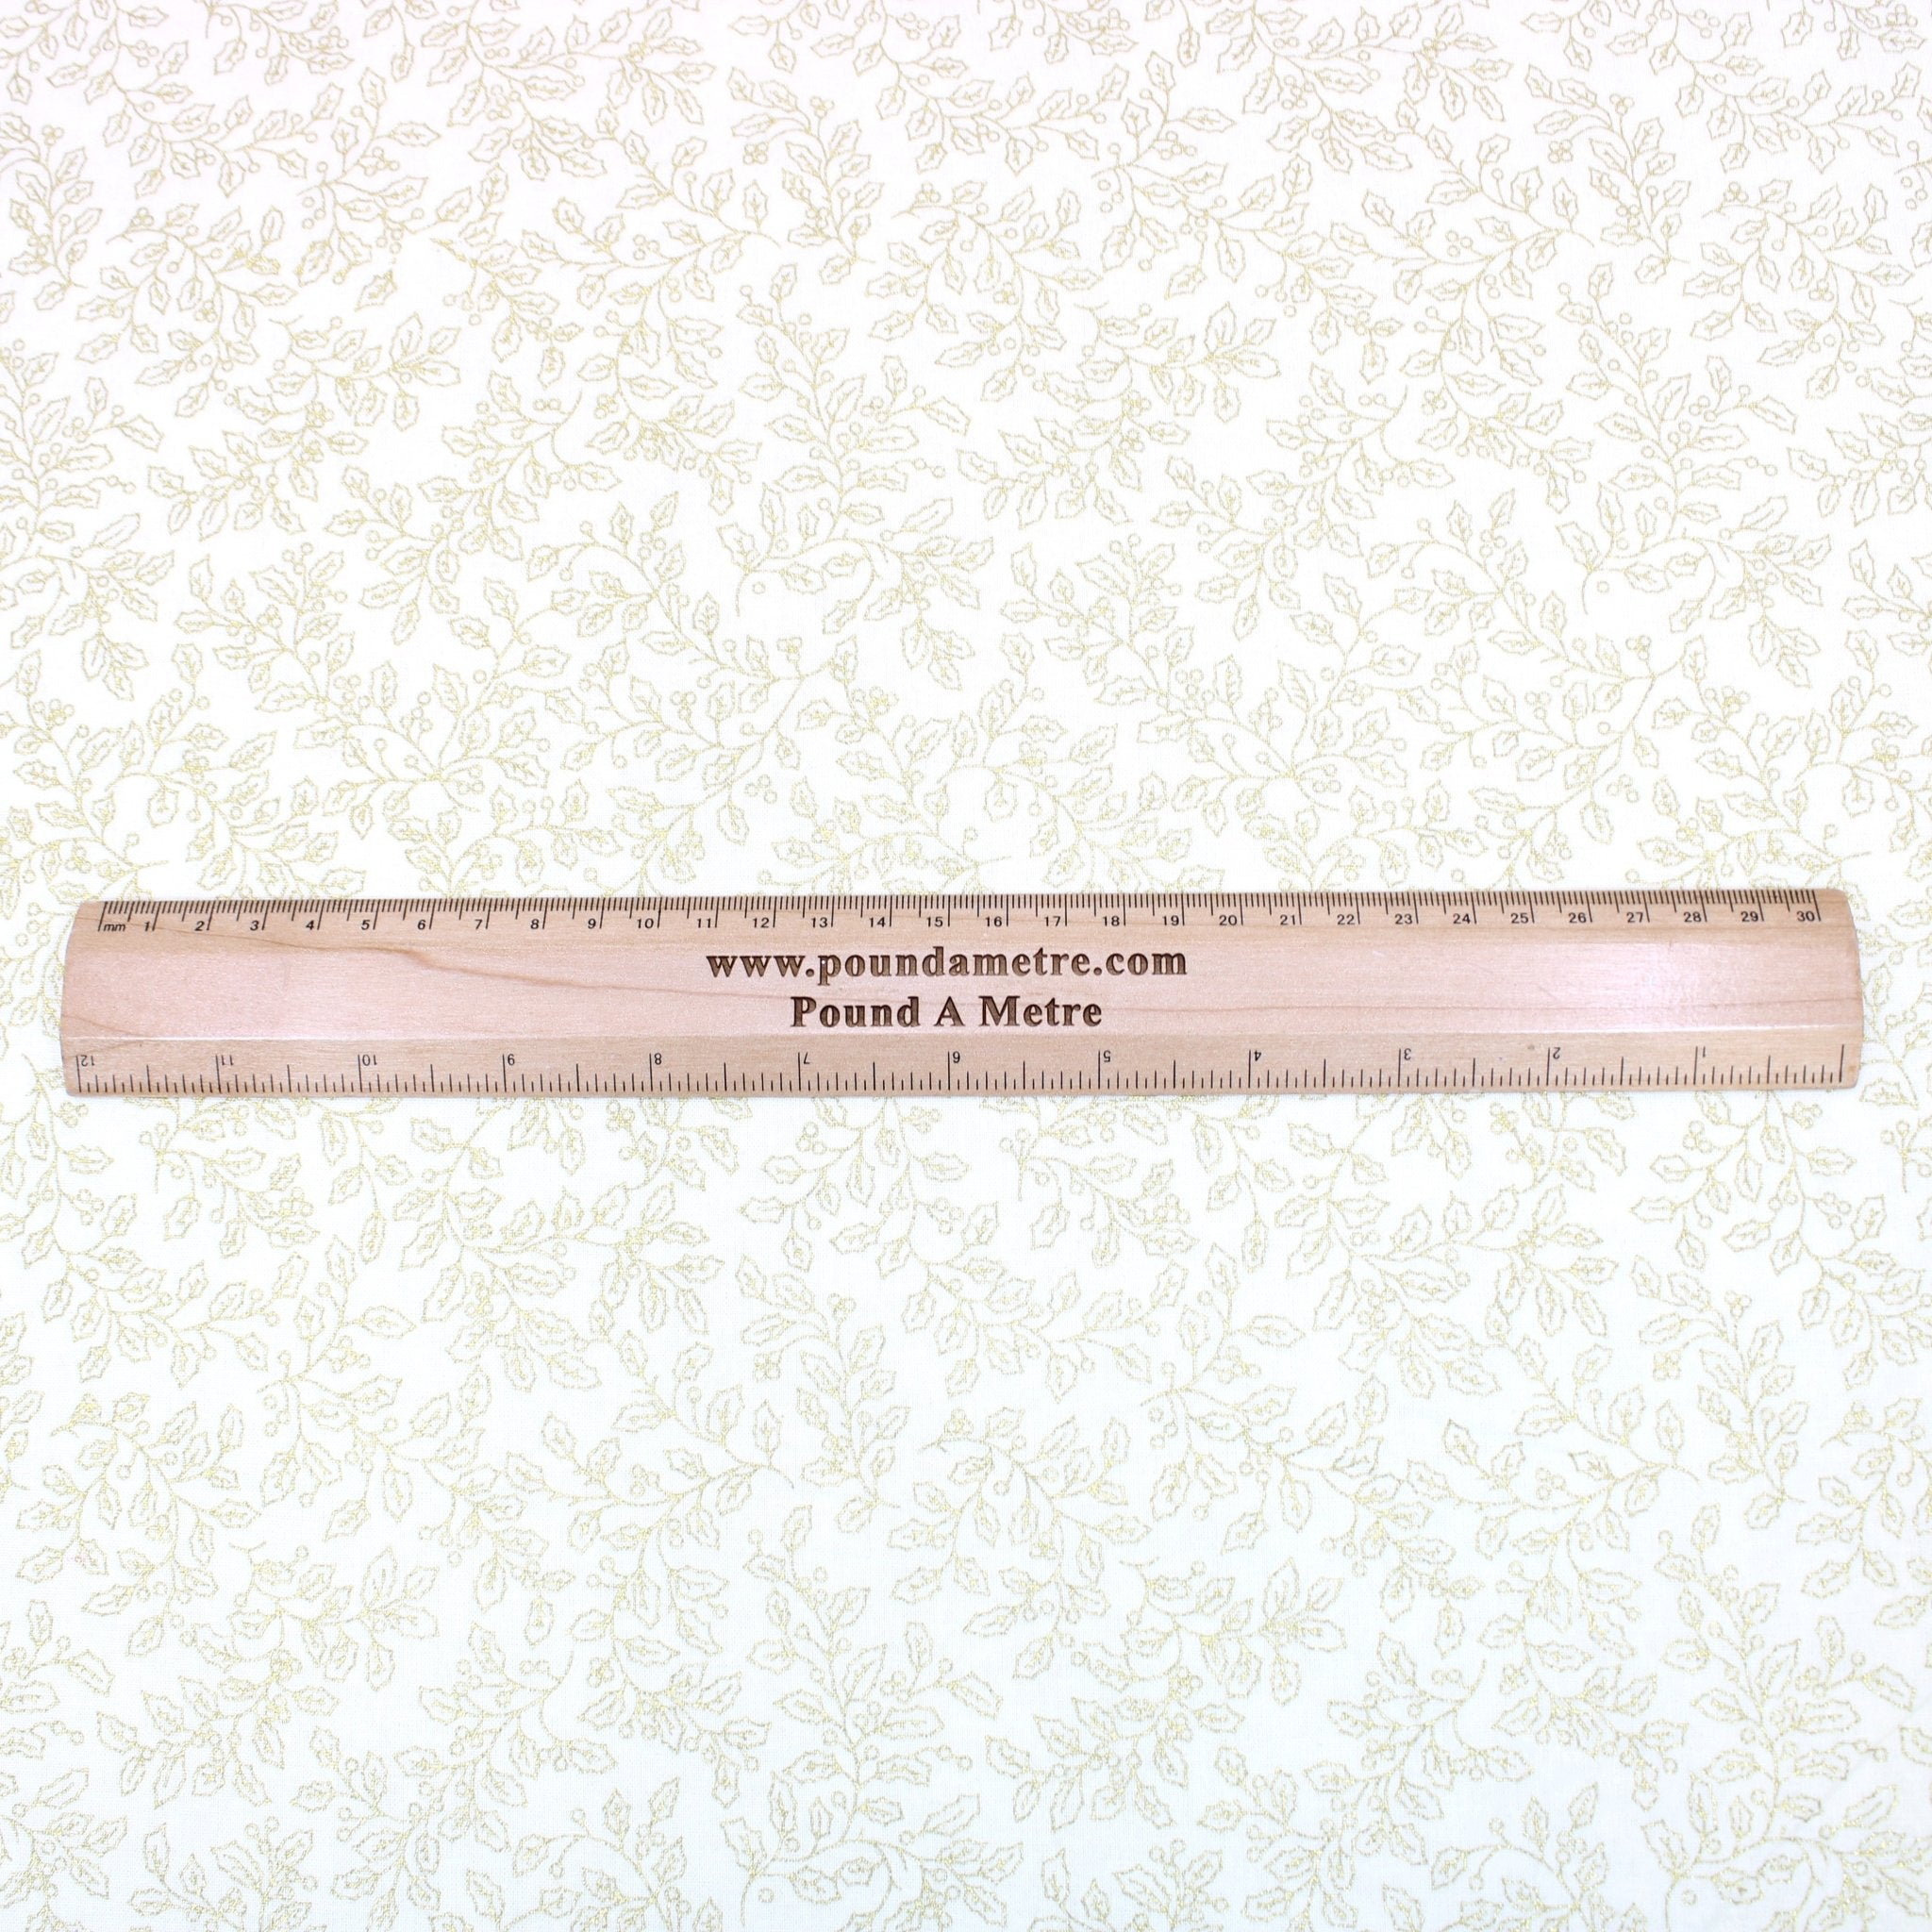 mm 1 2 3 4 5 6 7 8 9 10 11 12 13 14 15 16 17 18 19 20 21 22 23 24 25 26 27 28 29 30
www.poundametre.com
Pound A Metre
12 11 10 9 8 7 6 5 4 3 2 1